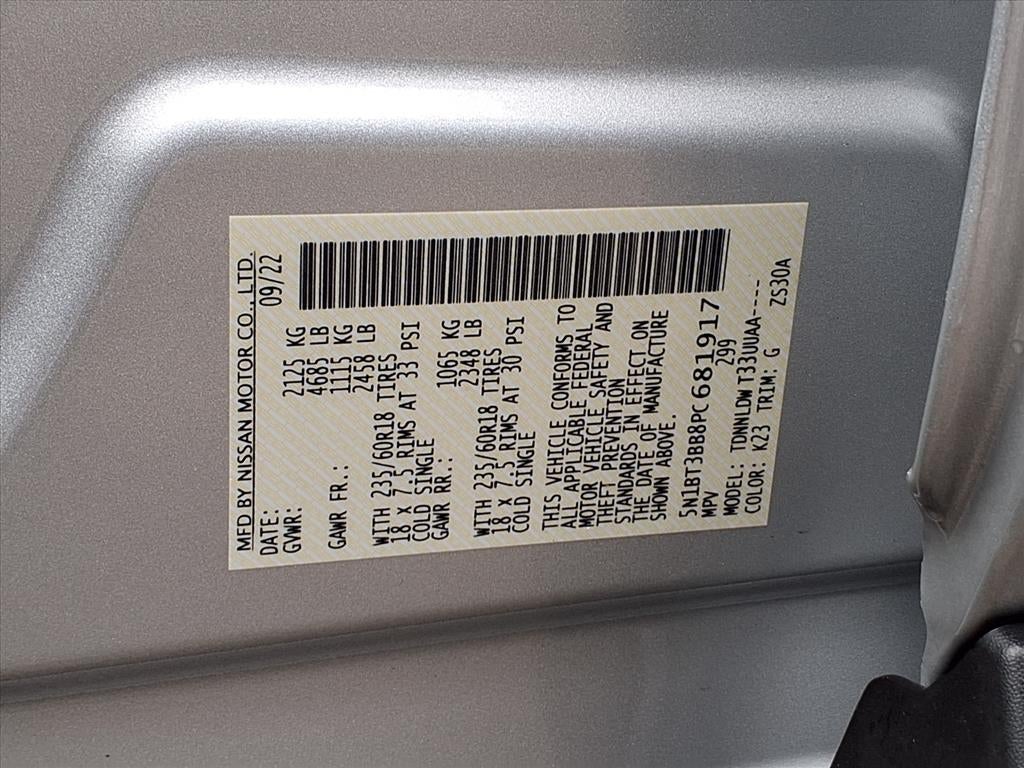 MFD BY NISSAN MOTOR CO., LTD.
DATE: 09/22
GVWR: 2125 KG
4685 LB
GAWR FR.: 1115 KG
2458 LB
WITH 235/60R18 TIRES
18 X 7.5 RIMS AT 33 PSI
COLD SINGLE
GAWR RR.: 1065 KG
2348 LB
WITH 235/60R18 TIRES
18 X 7.5 RIMS AT 30 PSI
COLD SINGLE
THIS VEHICLE CONFORMS TO
ALL APPLICABLE FEDERAL
MOTOR VEHICLE SAFETY AND
THEFT PREVENTION
STANDARDS IN EFFECT ON
THE DATE OF MANUFACTURE
SHOWN ABOVE.
5N1BT3BB8PC681917
MPV 299
MODEL: TDNNLDW T33UUAA----
COLOR: K23 TRIM: G ZS30A